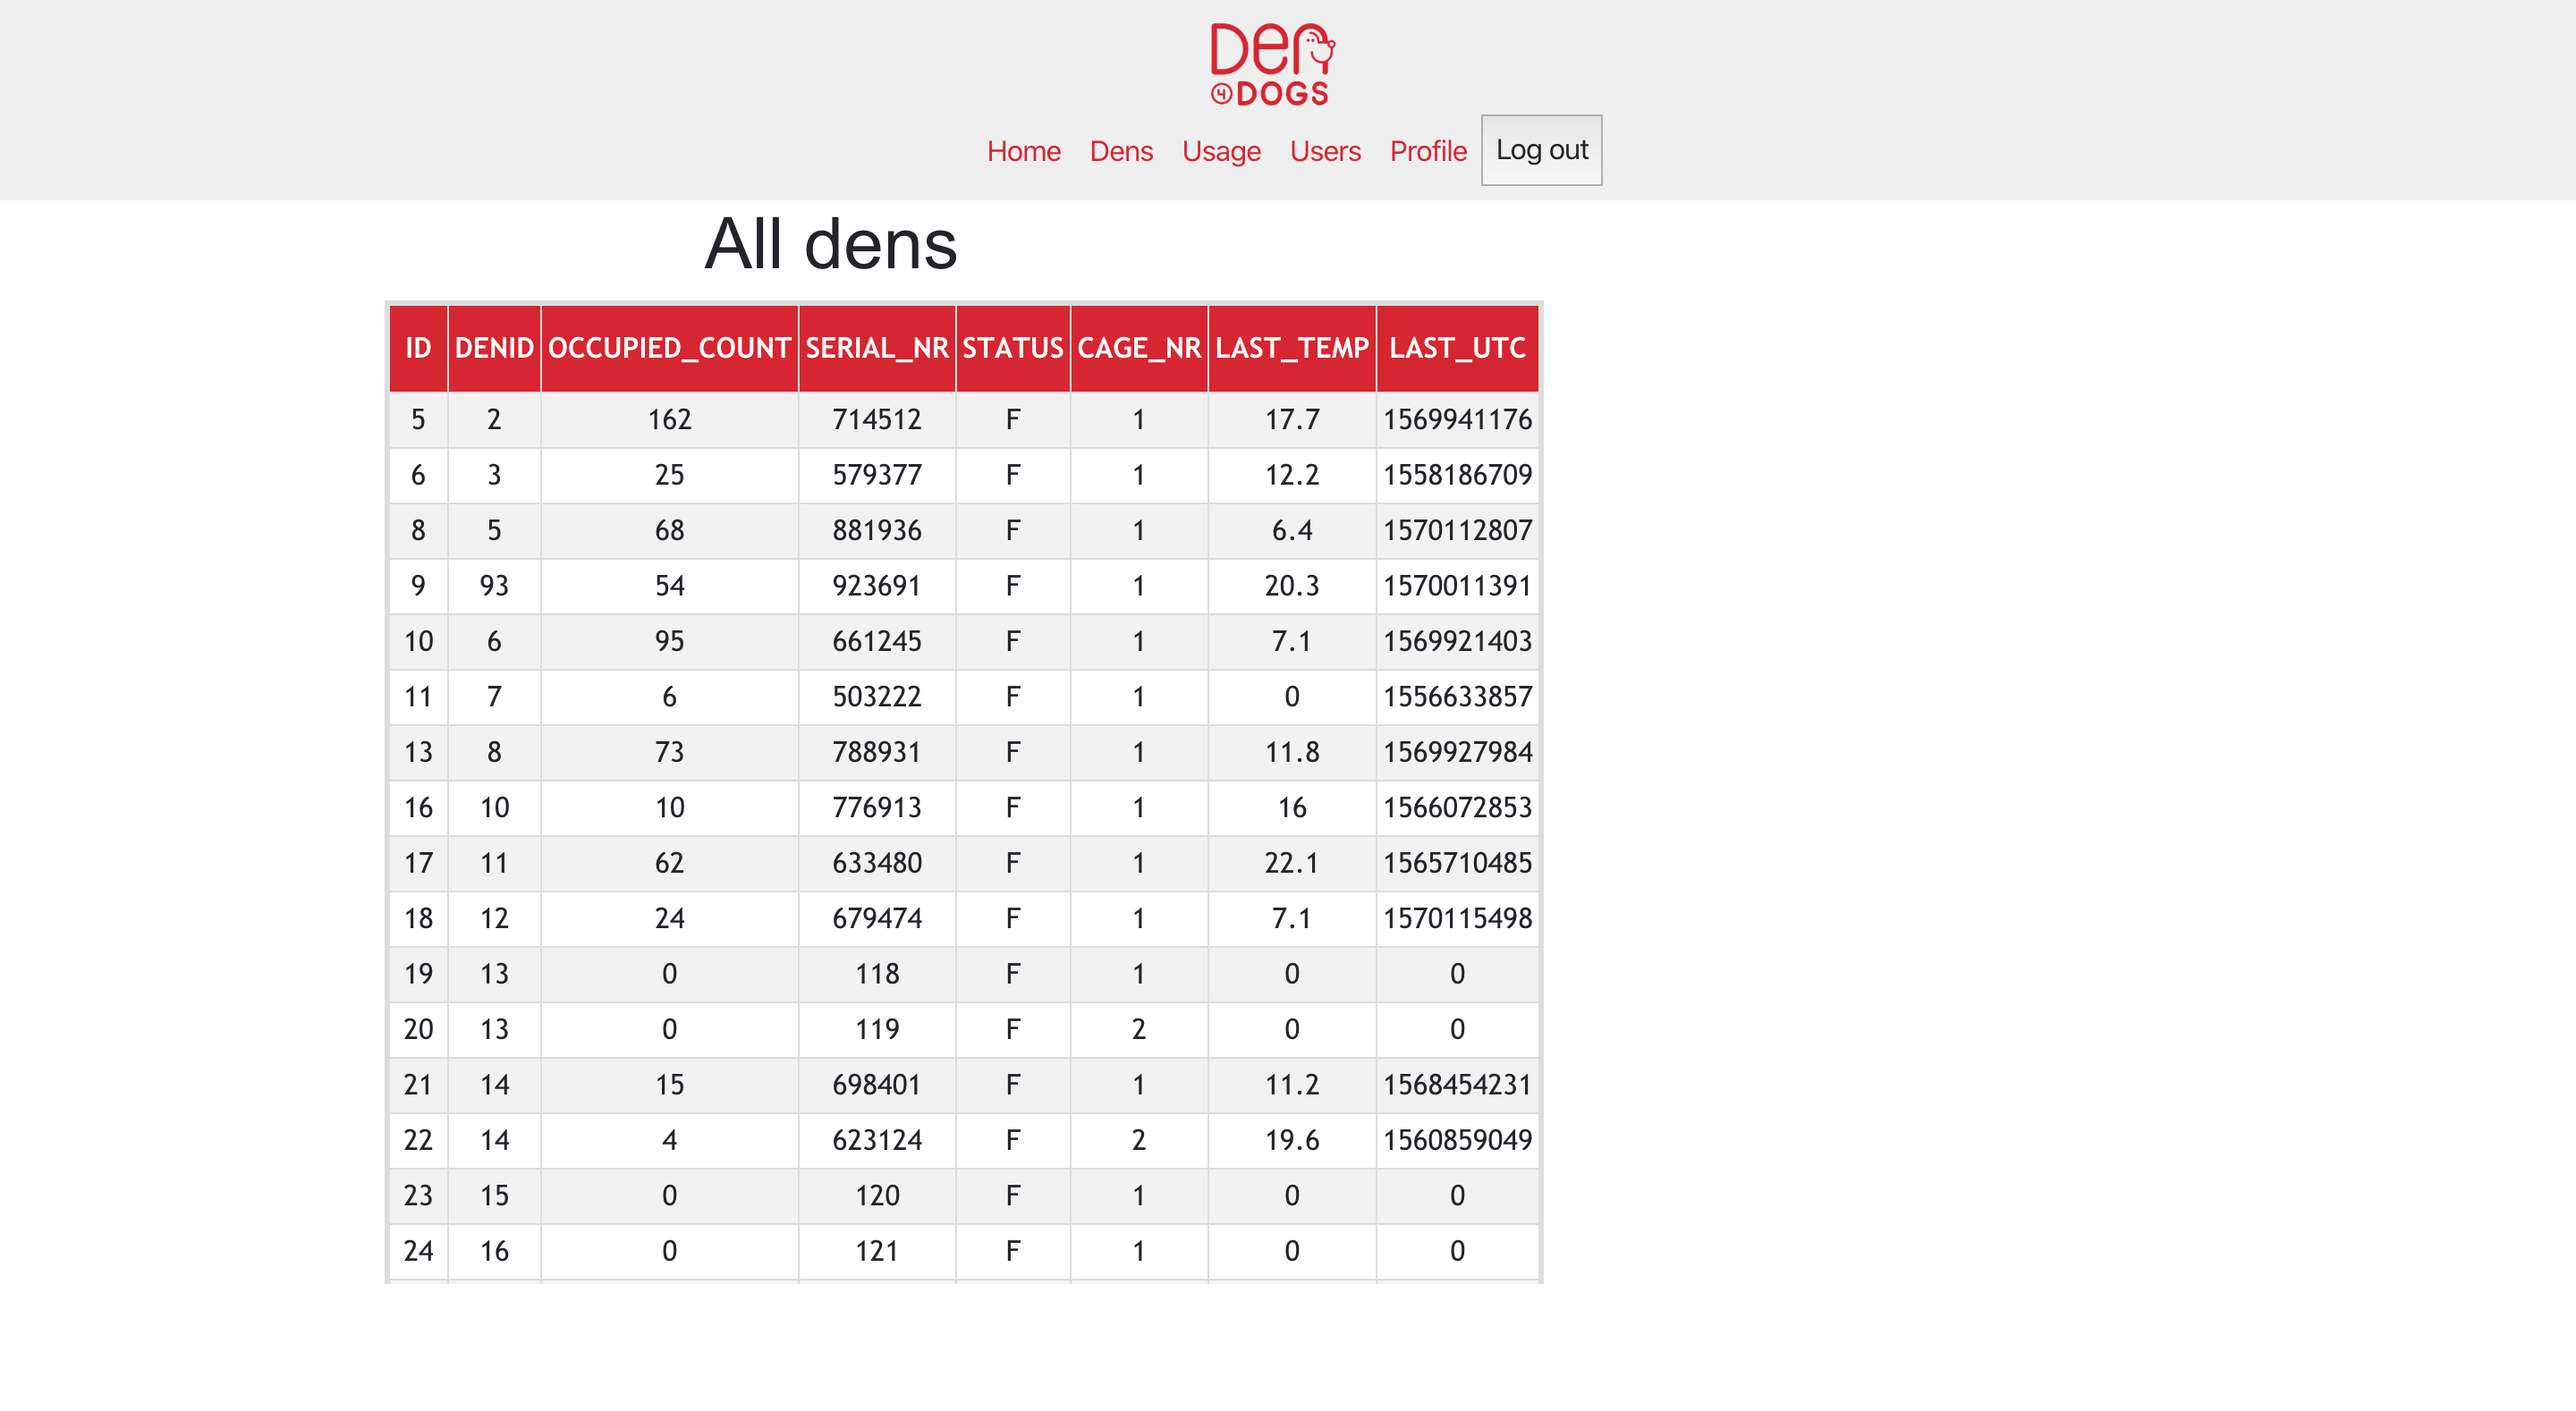 Den
4 DOGS
Home Dens Usage Users Profile Log out
All dens
ID DENID OCCUPIED_COUNT SERIAL_NR STATUS CAGE_NR LAST_TEMP LAST_UTC
5 2 162 714512 F 1 17.7 1569941176
6 3 25 579377 F 1 12.2 1558186709
8 5 68 881936 F 1 6.4 1570112807
9 93 54 923691 F 1 20.3 1570011391
10 6 95 661245 F 1 7.1 1569921403
11 7 6 503222 F 1 0 1556633857
13 8 73 788931 F 1 11.8 1569927984
16 10 10 776913 F 1 16 1566072853
17 11 62 633480 F 1 22.1 1565710485
18 12 24 679474 F 1 7.1 1570115498
19 13 0 118 F 1 0 0
20 13 0 119 F 2 0 0
21 14 15 698401 F 1 11.2 1568454231
22 14 4 623124 F 2 19.6 1560859049
23 15 0 120 F 1 0 0
24 16 0 121 F 1 0 0